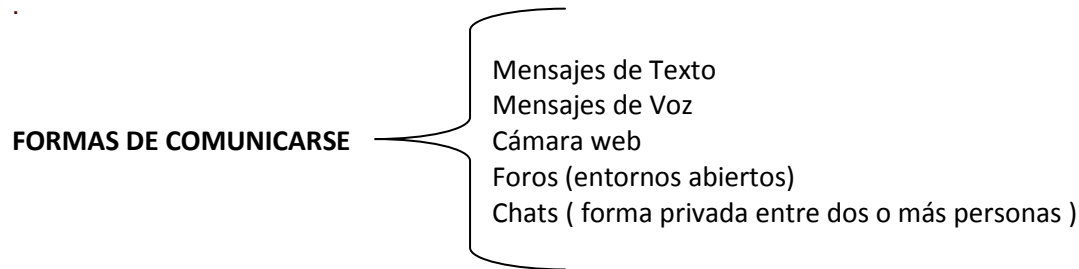 .
Mensajes de Texto
Mensajes de Voz
FORMAS DE COMUNICARSE
Cámara web
Foros (entornos abiertos)
Chats ( forma privada entre dos o más personas )